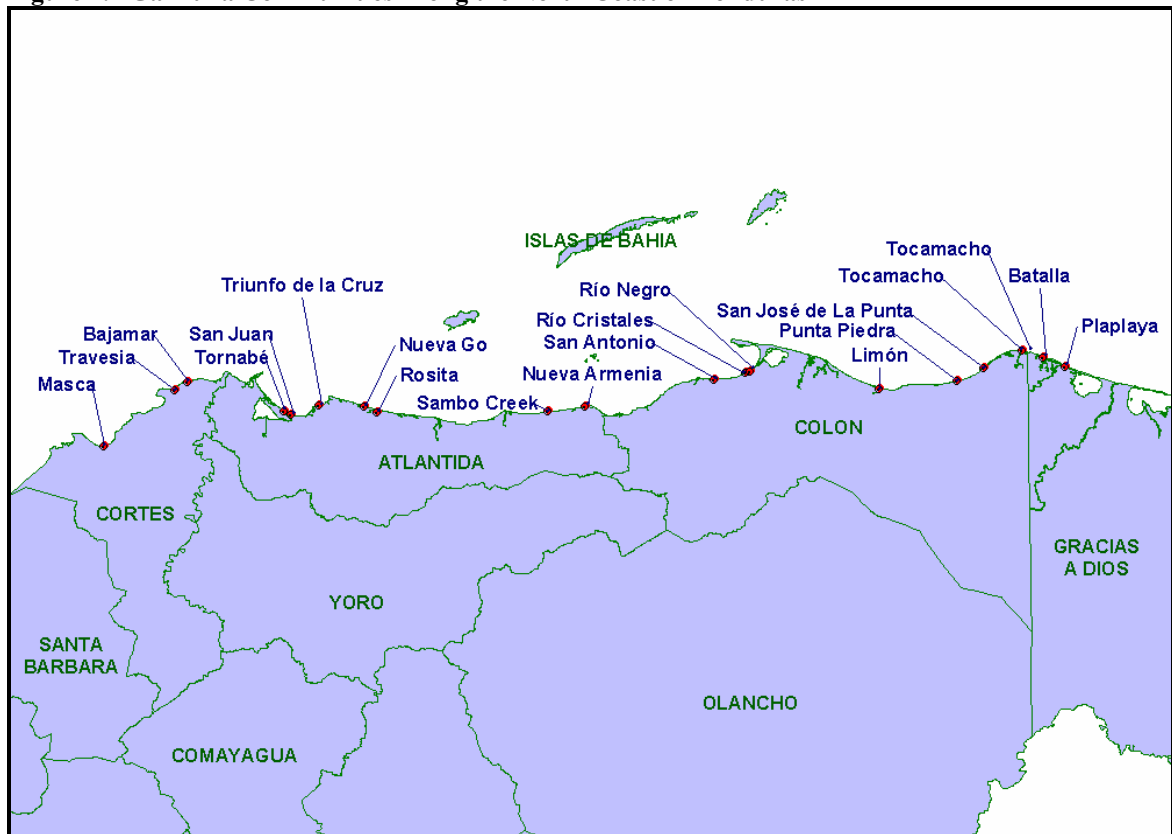 ISLAS DE BAHIA
Tocamacho
Tocamacho
Batalla
Triunfo de la Cruz
Río Negro
San José de La Punta
Plaplaya
Bajamar
San Juan
Río Cristales
Punta Piedra
Travesia
Tornabé
Nueva Go
San Antonio
Limón
Masca
Rosita
Nueva Armenia
Sambo Creek
COLON
ATLANTIDA
CORTES
GRACIAS
A DIOS
YORO
SANTA
BARBARA
OLANCHO
COMAYAGUA